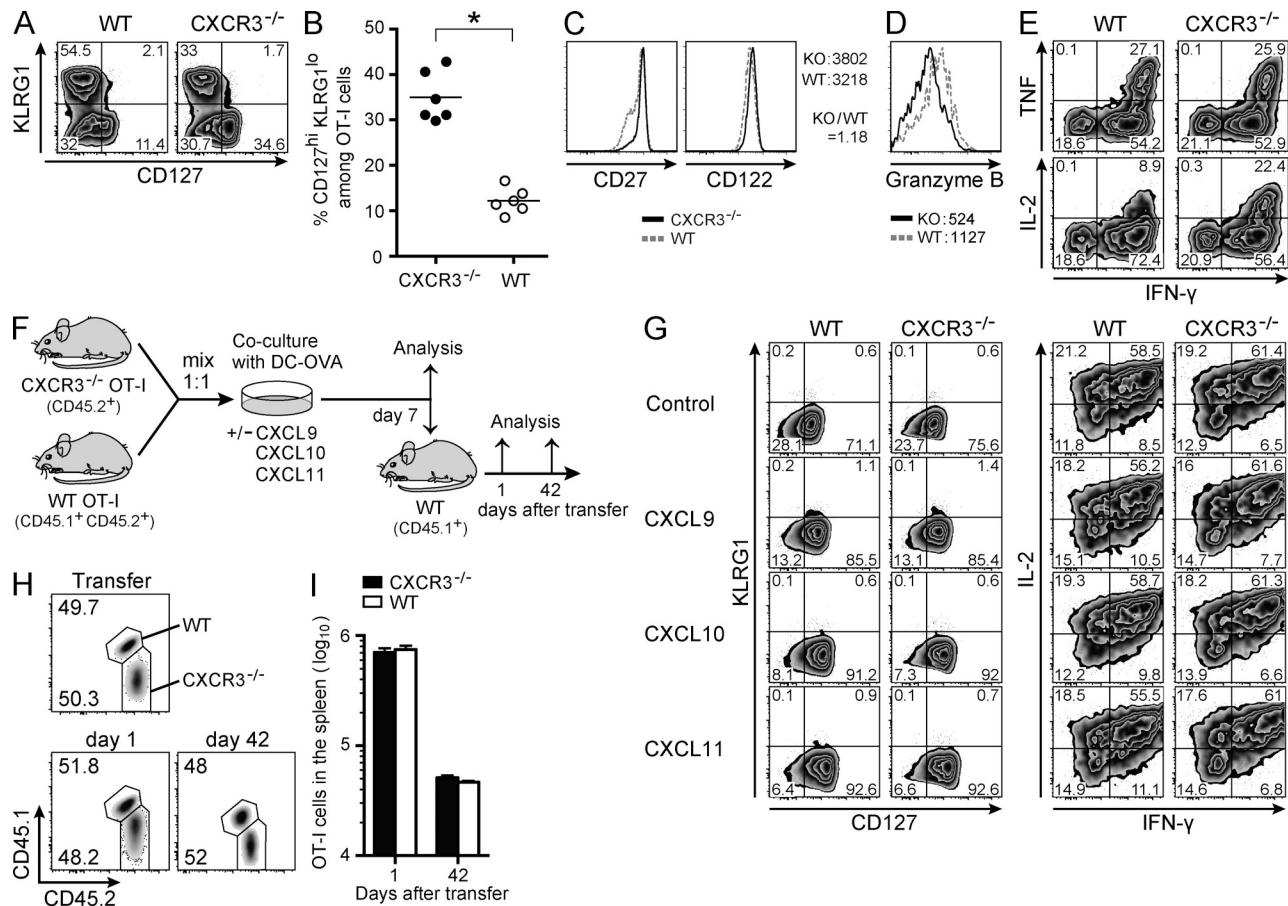 A
WT CXCR3-/-
54.5 2.1 33 1.7
32 11.4 30.7 34.6
KLRG1
CD127
B
% CD127hi KLRG1lo
among OT-I cells
50
40
30
20
10
0
*
CXCR3-/- WT
C
KO:3802
WT:3218
KO/WT
=1.18
CD27 CD122
CXCR3-/-
WT
D
Granzyme B
KO:524
WT:1127
E
WT CXCR3-/-
TNF
0.1 27.1 0.1 25.9
18.6 54.2 21.1 52.9
IL-2
0.1 8.9 0.3 22.4
18.6 72.4 20.9 56.4
IFN-γ
F
CXCR3-/- OT-I
(CD45.2+)
WT OT-I
(CD45.1+ CD45.2+)
mix
1:1
Co-culture
with DC-OVA
+/- CXCL9
CXCL10
CXCL11
Analysis
day 7
WT
(CD45.1+)
Analysis
1 42
days after transfer
G
WT CXCR3-/- WT CXCR3-/-
Control
0.2 0.6 0.1 0.6 21.2 58.5 19.2 61.4
28.1 71.1 23.7 75.6 11.8 8.5 12.9 6.5
CXCL9
0.2 1.1 0.1 1.4 18.2 56.2 16 61.6
13.2 85.5 13.1 85.4 15.1 10.5 14.7 7.7
CXCL10
0.1 0.6 0.1 0.6 19.3 58.7 18.2 61.3
8.1 91.2 7.3 92 12.2 9.8 13.9 6.6
CXCL11
0.1 0.9 0.1 0.7 18.5 55.5 17.6 61
6.4 92.6 6.6 92.6 14.9 11.1 14.6 6.8
KLRG1
CD127
IL-2
IFN-γ
H
Transfer
49.7
50.3
WT
CXCR3-/-
day 1 day 42
51.8 48
48.2 52
CD45.1
CD45.2
I
CXCR3-/-
WT
OT-I cells in the spleen (log10)
6
5
4
1 42
Days after transfer